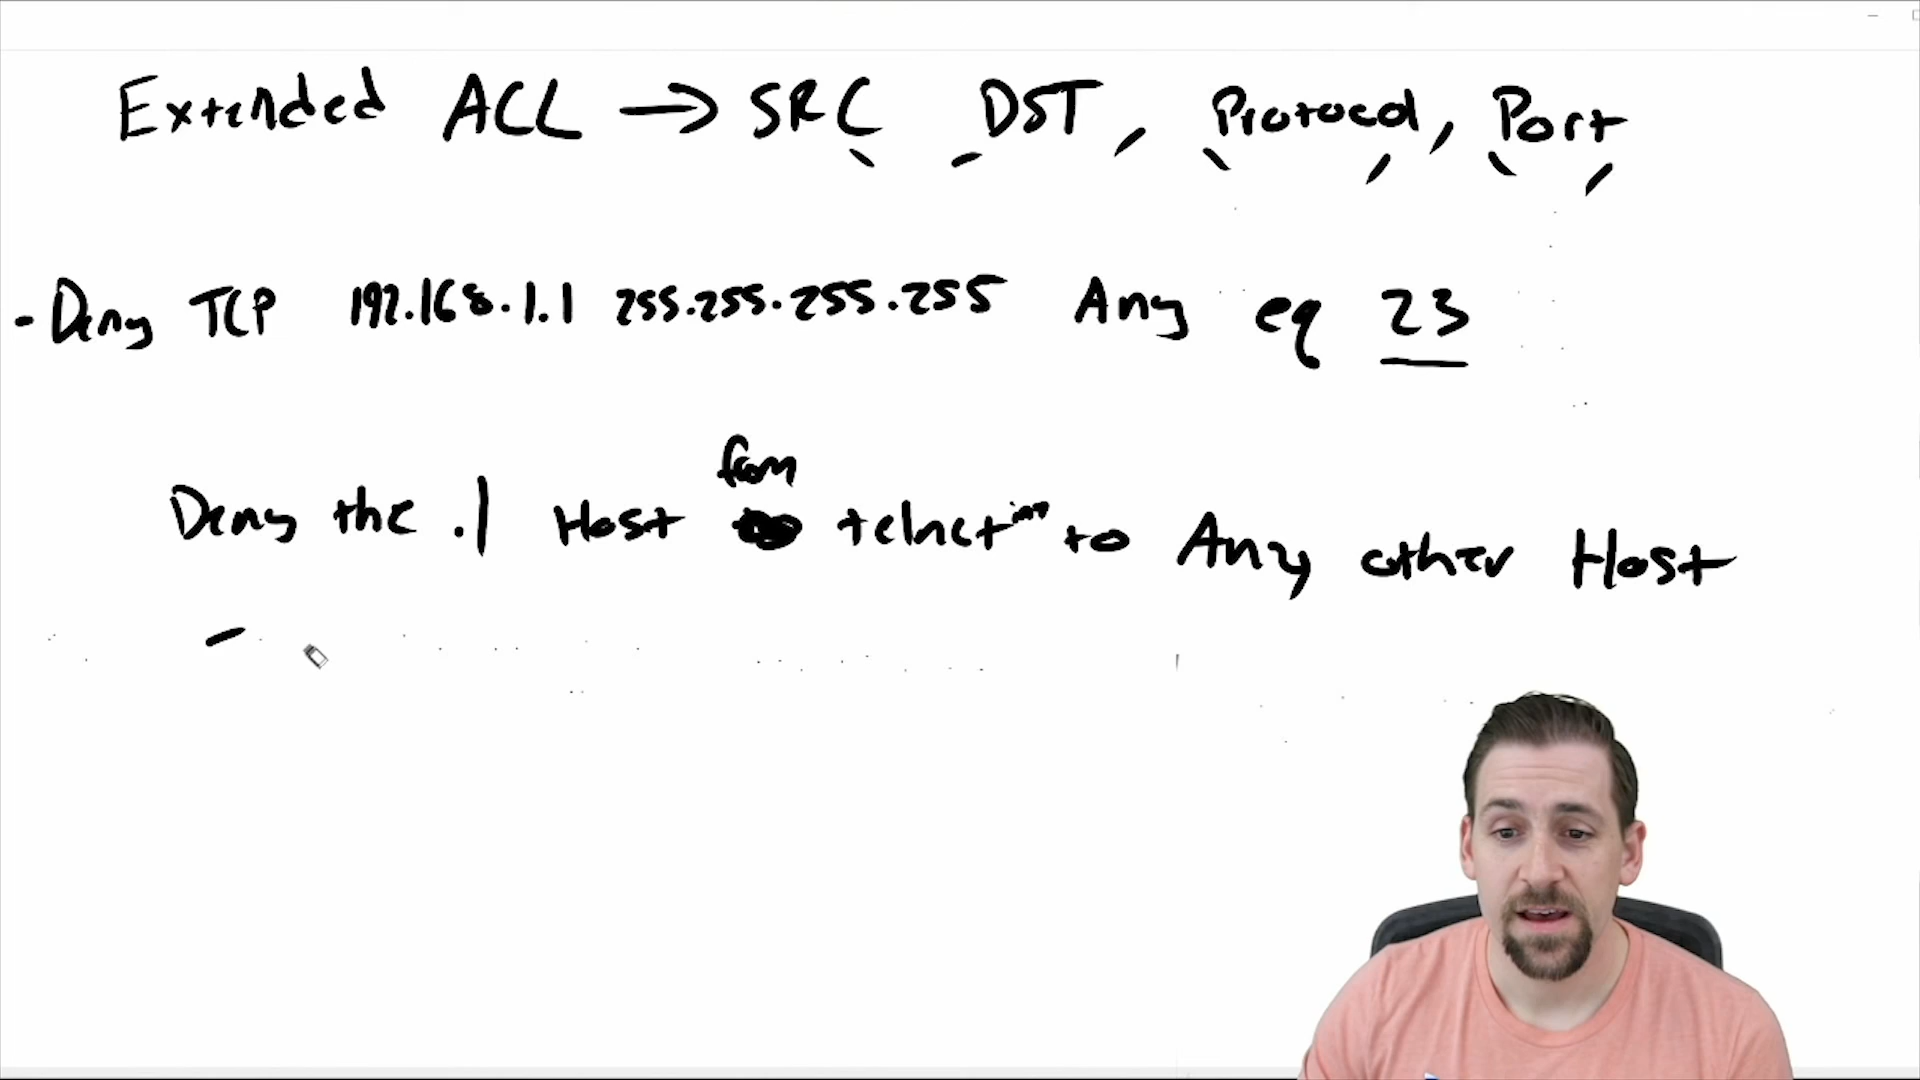 Extended ACL → SRC DST, Protocol, Port
- Deny TCP 192.168.1.1 255.255.255.255 Any eq 23
Deny the .1 Host from telneting to Any other Host
-